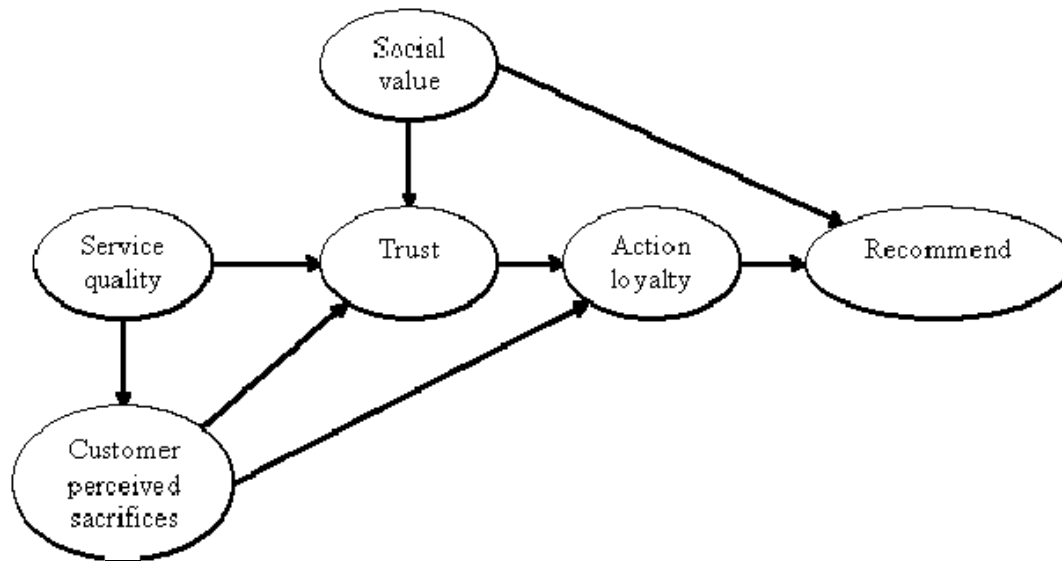 Social
value
Service
quality
Trust
Action
loyalty
Recommend
Customer
perceived
sacrifices